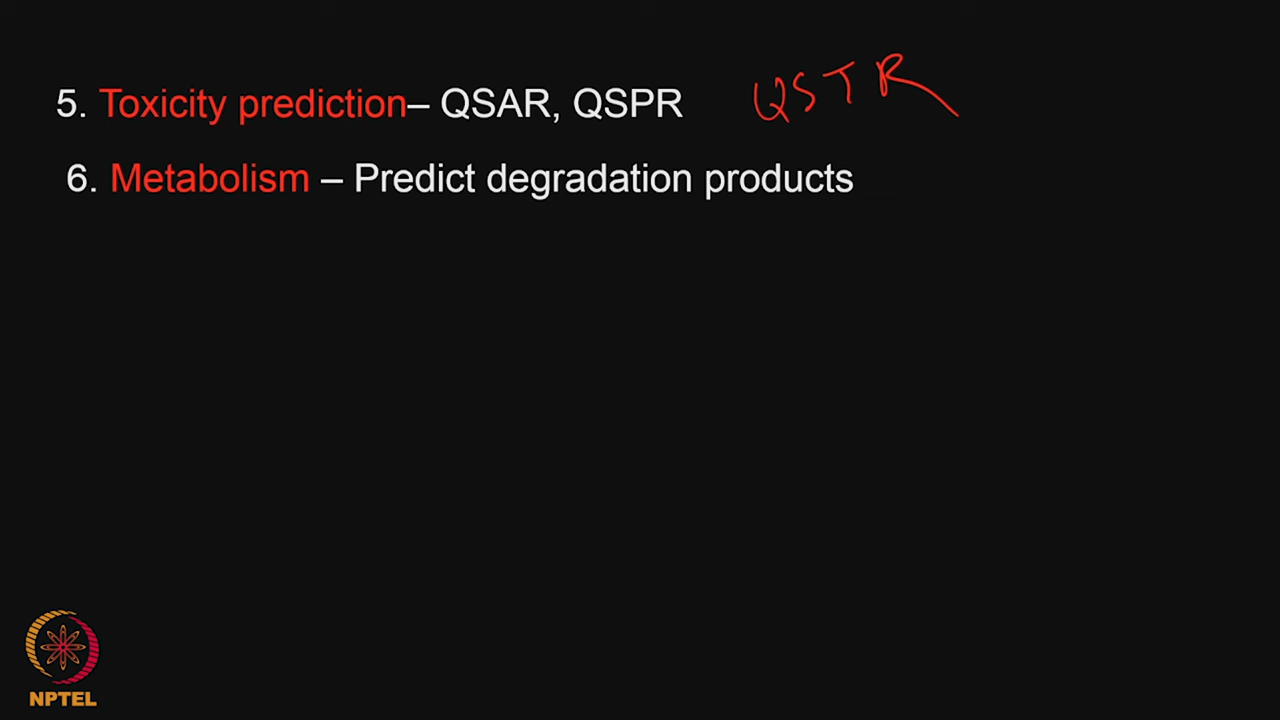 5. Toxicity prediction– QSAR, QSPR QSTR
6. Metabolism – Predict degradation products
NPTEL